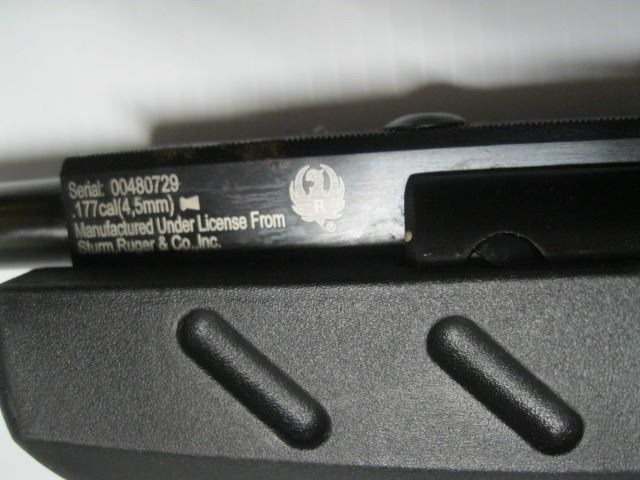 Serial: 00480729
.177cal(4,5mm)
Manufactured Under License From
Sturm,Ruger & Co.,Inc.
R
®